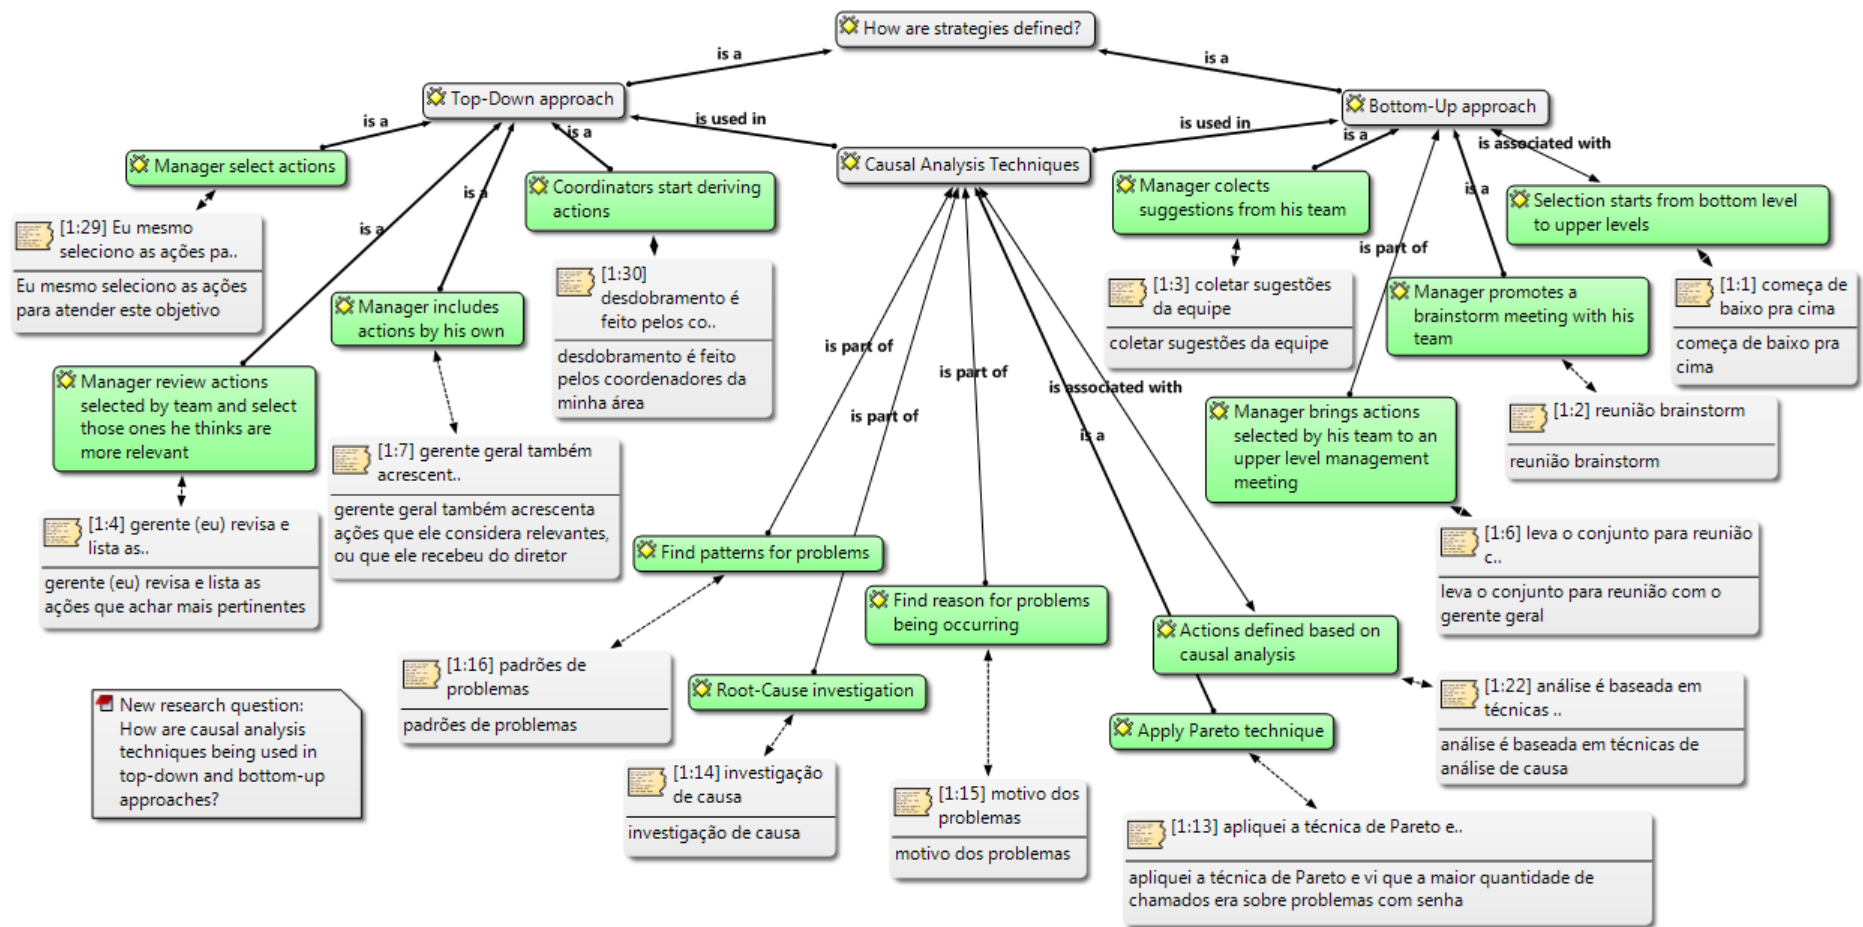 How are strategies defined?
is a
is a
Top-Down approach
Bottom-Up approach
is a
is used in
is a
is used in
is a
is associated with
Manager select actions
Causal Analysis Techniques
Coordinators start deriving
actions
Manager colects
suggestions from his team
Selection starts from bottom level
to upper levels
is a
is a
is a
is part of
[1:29] Eu mesmo
seleciono as ações pa..
Eu mesmo seleciono as ações
para atender este objetivo
Manager includes
actions by his own
[1:30]
desdobramento é
feito pelos co..
desdobramento é feito
pelos coordenadores da
minha área
[1:3] coletar sugestões
da equipe
coletar sugestões da equipe
Manager promotes a
brainstorm meeting with his
team
[1:1] começa de
baixo pra cima
começa de baixo pra
cima
is part of
is part of
is associated with
is part of
is a
Manager review actions
selected by team and select
those ones he thinks are
more relevant
Manager brings actions
selected by his team to an
upper level management
meeting
[1:2] reunião brainstorm
reunião brainstorm
[1:7] gerente geral também
acrescent..
gerente geral também acrescenta
ações que ele considera relevantes,
ou que ele recebeu do diretor
[1:4] gerente (eu) revisa e
lista as..
gerente (eu) revisa e lista as
ações que achar mais pertinentes
Find patterns for problems
[1:6] leva o conjunto para reunião
c..
leva o conjunto para reunião com o
gerente geral
Find reason for problems
being occurring
Actions defined based on
causal analysis
[1:16] padrões de
problemas
padrões de problemas
Root-Cause investigation
[1:22] análise é baseada em
técnicas ..
análise é baseada em técnicas de
análise de causa
New research question:
How are causal analysis
techniques being used in
top-down and bottom-up
approaches?
Apply Pareto technique
[1:14] investigação
de causa
investigação de causa
[1:15] motivo dos
problemas
motivo dos problemas
[1:13] apliquei a técnica de Pareto e..
apliquei a técnica de Pareto e vi que a maior quantidade de
chamados era sobre problemas com senha